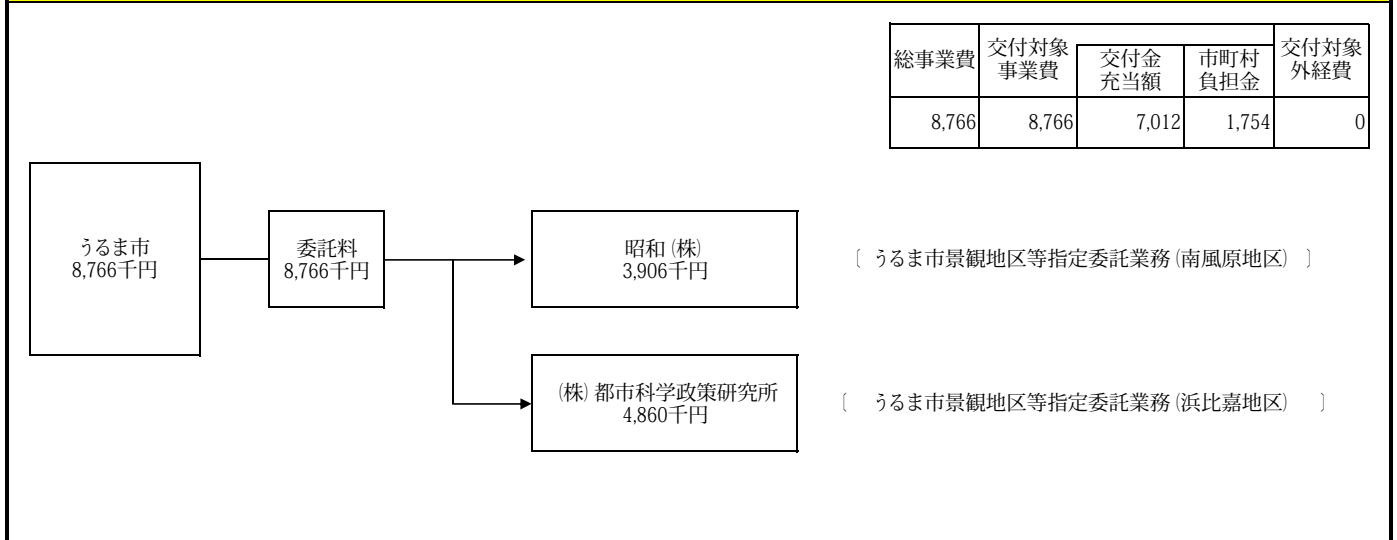 総事業費 交付対象事業費 交付金充当額 市町村負担金 交付対象外経費
8,766 8,766 7,012 1,754 0
うるま市
8,766千円
委託料
8,766千円
昭和(株)
3,906千円
〔 うるま市景観地区等指定委託業務(南風原地区) 〕
(株)都市科学政策研究所
4,860千円
〔 うるま市景観地区等指定委託業務(浜比嘉地区) 〕